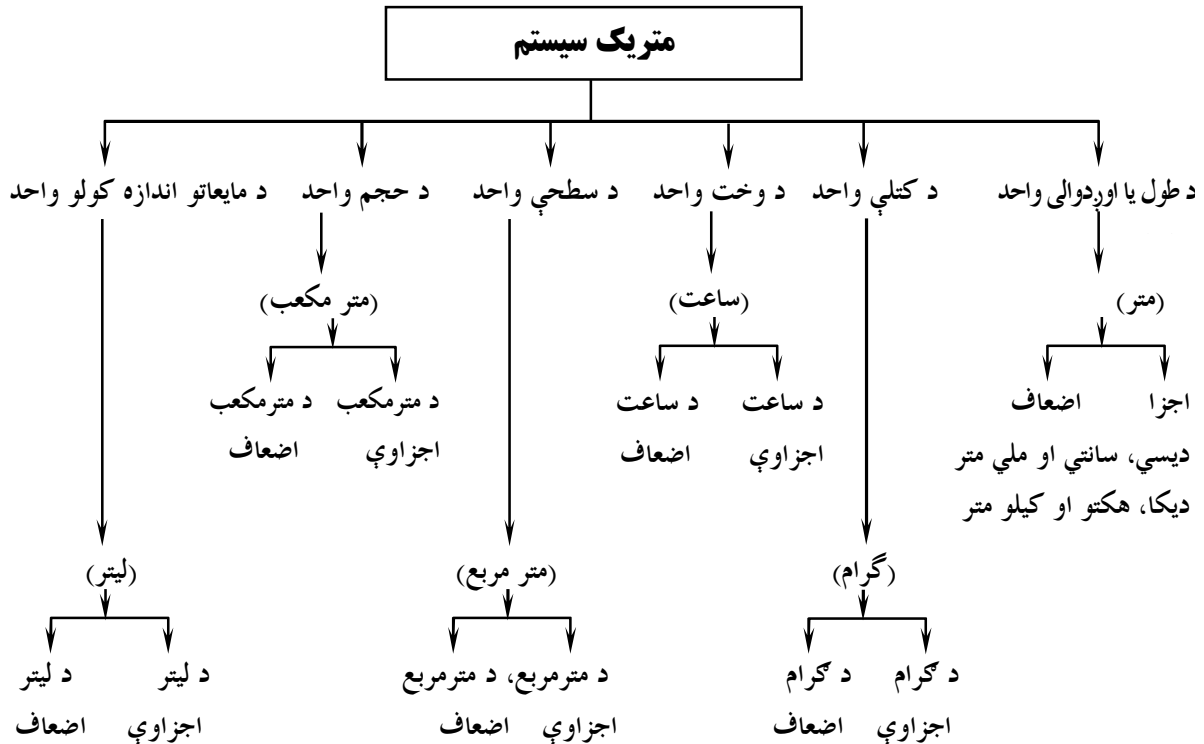 متریک سیستم
د طول یا اوږدوالی واحد د کتلې واحد د وخت واحد د سطحې واحد د حجم واحد د مایعاتو اندازه کولو واحد
(متر) (ساعت) (متر مکعب)
اجزا اضعاف د ساعت د ساعت د مترمکعب د مترمکعب
دیسي، سانتي او ملي متر اجزاوې اضعاف اجزاوې اضعاف
دیکا، هکتو او کیلو متر
(گرام) (متر مربع) (لیتر)
د ګرام د ګرام د مترمربع، د مترمربع د لیتر د لیتر
اجزاوې اضعاف اجزاوې اضعاف اجزاوې اضعاف